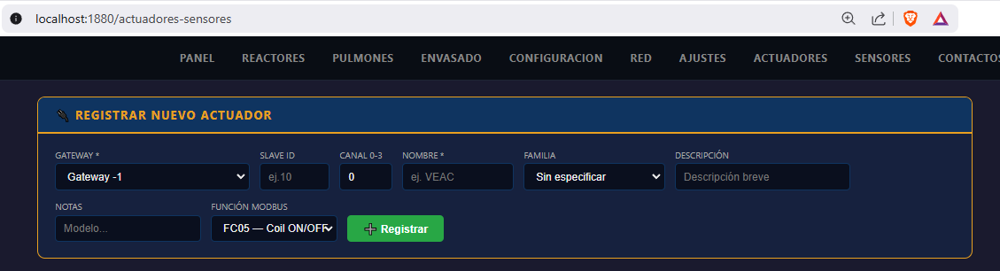 localhost:1880/actuadores-sensores
PANEL REACTORES PULMONES ENVASADO CONFIGURACION RED AJUSTES ACTUADORES SENSORES CONTACTOS
REGISTRAR NUEVO ACTUADOR
GATEWAY * SLAVE ID CANAL 0-3 NOMBRE * FAMILIA DESCRIPCIÓN
Gateway -1 ej.10 0 ej. VEAC Sin especificar Descripción breve
NOTAS FUNCIÓN MODBUS
Modelo... FC05 — Coil ON/OFF Registrar